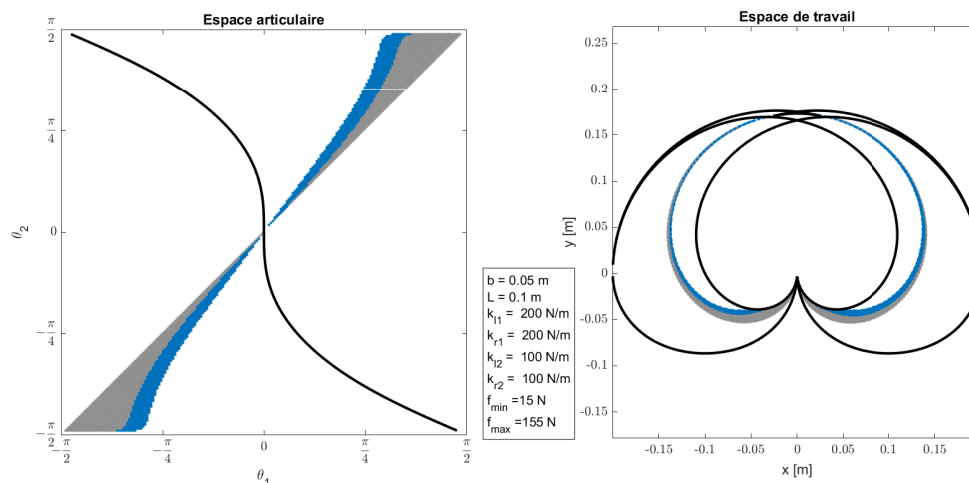 Espace articulaire
π/2
π/4
θ2
0
-π/4
-π/2
-π/2
-π/4
0
π/4
π/2
θ1
b = 0.05 m
L = 0.1 m
kl1 = 200 N/m
kr1 = 200 N/m
kl2 = 100 N/m
kr2 = 100 N/m
fmin =15 N
fmax =155 N
Espace de travail
0.25
0.2
0.15
0.1
y [m]
0.05
0
-0.05
-0.1
-0.15
-0.15
-0.1
-0.05
0
0.05
0.1
0.15
x [m]